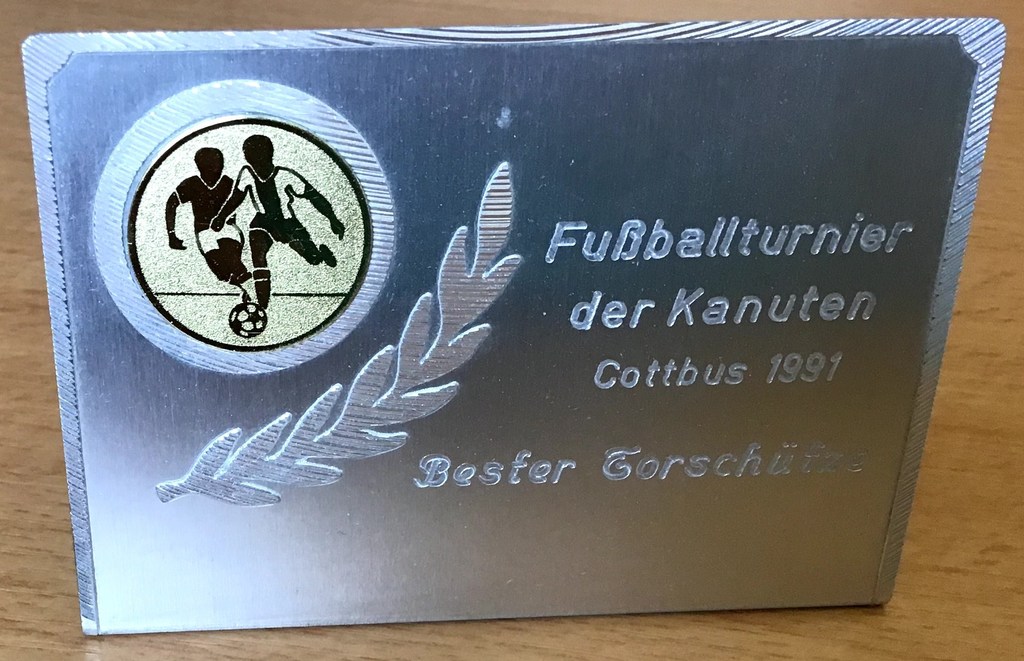 Fußballturnier
der Kanuten
Cottbus 1991
Bester Torschütze